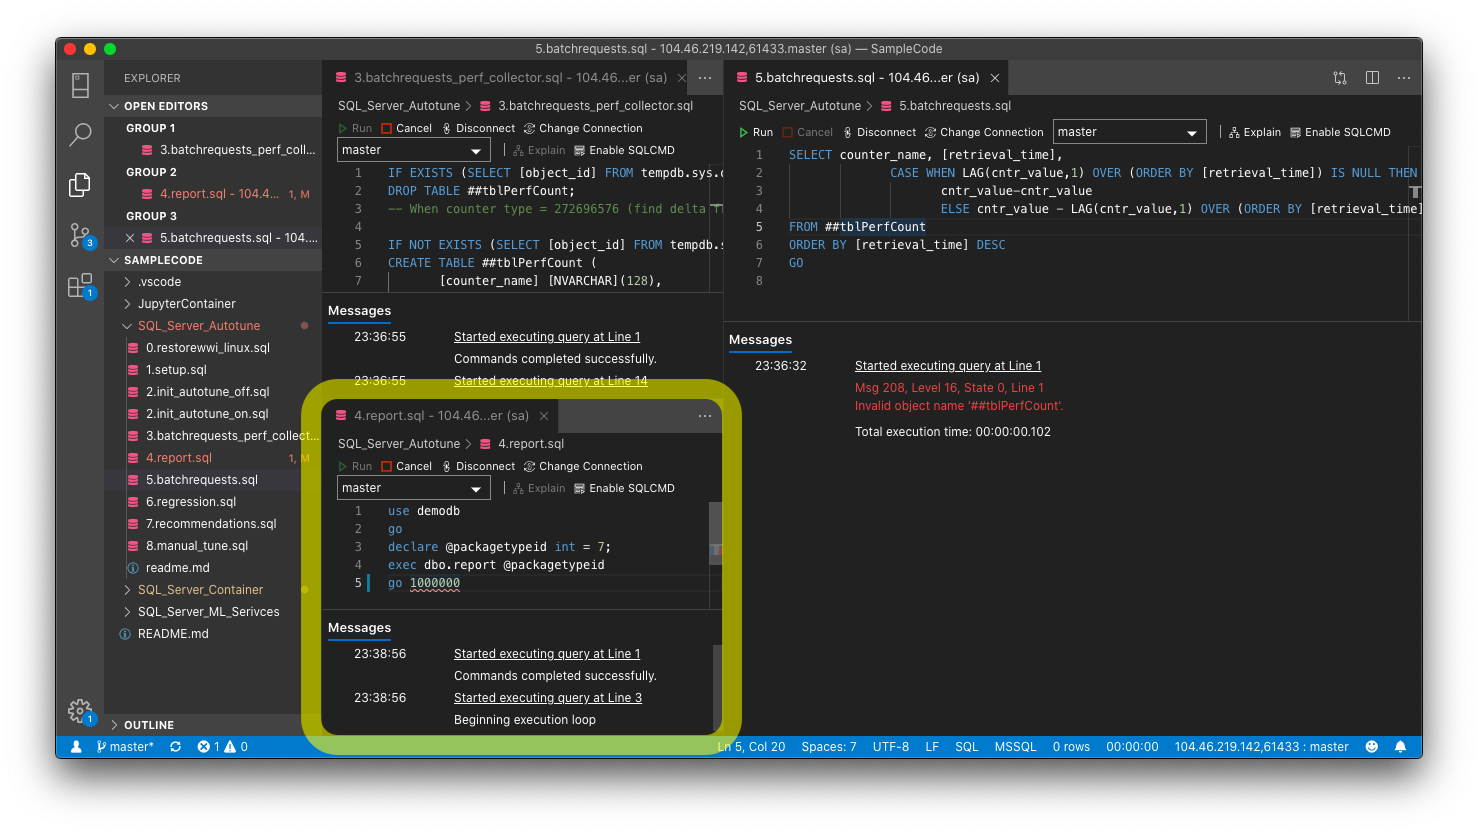 5.batchrequests.sql - 104.46.219.142,61433.master (sa) — SampleCode
EXPLORER
OPEN EDITORS
GROUP 1
3.batchrequests_perf_coll...
GROUP 2
4.report.sql - 104.4... 1, M
GROUP 3
5.batchrequests.sql - 104....
SAMPLECODE
.vscode
JupyterContainer
SQL_Server_Autotune
0.restorewwi_linux.sql
1.setup.sql
2.init_autotune_off.sql
2.init_autotune_on.sql
3.batchrequests_perf_collect...
4.report.sql 1, M
5.batchrequests.sql
6.regression.sql
7.recommendations.sql
8.manual_tune.sql
readme.md
SQL_Server_Container
SQL_Server_ML_Serivces
README.md
OUTLINE
3
1
1
3.batchrequests_perf_collector.sql - 104.46...er (sa)
SQL_Server_Autotune > 3.batchrequests_perf_collector.sql
Run Cancel Disconnect Change Connection
master Explain Enable SQLCMD
1 IF EXISTS (SELECT [object_id] FROM tempdb.sys.
2 DROP TABLE ##tblPerfCount;
3 -- When counter type = 272696576 (find delta
4
5 IF NOT EXISTS (SELECT [object_id] FROM tempdb.s
6 CREATE TABLE ##tblPerfCount (
7 [counter_name] [NVARCHAR](128),
Messages
23:36:55 Started executing query at Line 1
Commands completed successfully.
23:36:55 Started executing query at Line 14
4.report.sql - 104.46...er (sa)
SQL_Server_Autotune > 4.report.sql
Run Cancel Disconnect Change Connection
master Explain Enable SQLCMD
1 use demodb
2 go
3 declare @packagetypeid int = 7;
4 exec dbo.report @packagetypeid
5 go 1000000
Messages
23:38:56 Started executing query at Line 1
Commands completed successfully.
23:38:56 Started executing query at Line 3
Beginning execution loop
5.batchrequests.sql - 104.46...er (sa)
SQL_Server_Autotune > 5.batchrequests.sql
Run Cancel Disconnect Change Connection master Explain Enable SQLCMD
1 SELECT counter_name, [retrieval_time],
2 CASE WHEN LAG(cntr_value,1) OVER (ORDER BY [retrieval_time]) IS NULL THEN
3 cntr_value-cntr_value
4 ELSE cntr_value - LAG(cntr_value,1) OVER (ORDER BY [retrieval_time]
5 FROM ##tblPerfCount
6 ORDER BY [retrieval_time] DESC
7 GO
8
Messages
23:36:32 Started executing query at Line 1
Msg 208, Level 16, State 0, Line 1
Invalid object name '##tblPerfCount'.
Total execution time: 00:00:00.102
master* 1 0 Ln 5, Col 20 Spaces: 7 UTF-8 LF SQL MSSQL 0 rows 00:00:00 104.46.219.142,61433 : master